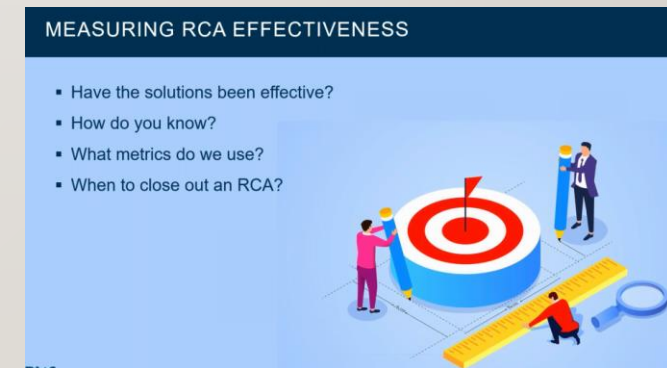 MEASURING RCA EFFECTIVENESS
▪ Have the solutions been effective?
▪ How do you know?
▪ What metrics do we use?
▪ When to close out an RCA?